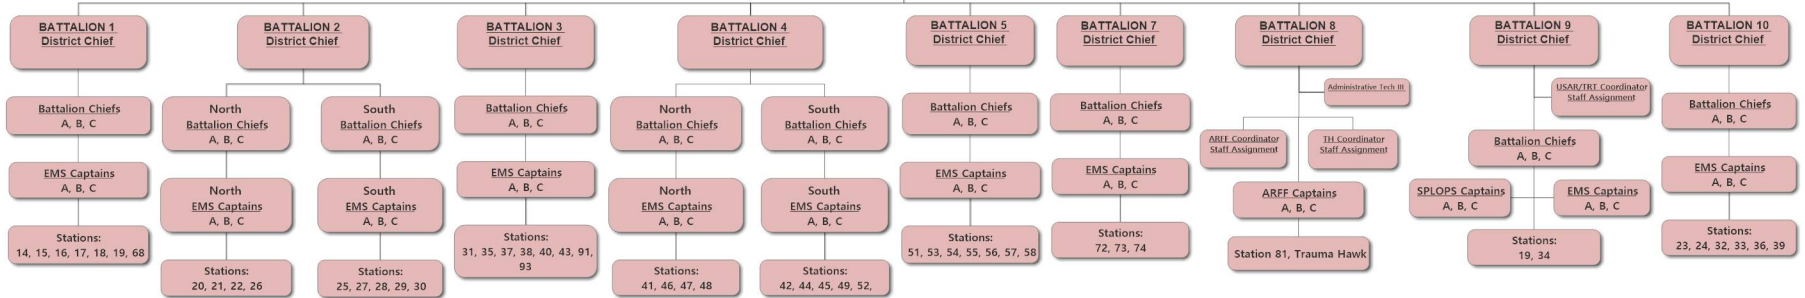 BATTALION 1
District Chief
Battalion Chiefs
A, B, C
EMS Captains
A, B, C
Stations:
14, 15, 16, 17, 18, 19, 68
BATTALION 2
District Chief
North
Battalion Chiefs
A, B, C
North
EMS Captains
A, B, C
Stations:
20, 21, 22, 26
South
Battalion Chiefs
A, B, C
South
EMS Captains
A, B, C
Stations:
25, 27, 28, 29, 30
BATTALION 3
District Chief
Battalion Chiefs
A, B, C
EMS Captains
A, B, C
Stations:
31, 35, 37, 38, 40, 43, 91,
93
BATTALION 4
District Chief
North
Battalion Chiefs
A, B, C
North
EMS Captains
A, B, C
Stations:
41, 46, 47, 48
South
Battalion Chiefs
A, B, C
South
EMS Captains
A, B, C
Stations:
42, 44, 45, 49, 52,
BATTALION 5
District Chief
Battalion Chiefs
A, B, C
EMS Captains
A, B, C
Stations:
51, 53, 54, 55, 56, 57, 58
BATTALION 7
District Chief
Battalion Chiefs
A, B, C
EMS Captains
A, B, C
Stations:
72, 73, 74
BATTALION 8
District Chief
Administrative Tech III
ARFF Coordinator
Staff Assignment
TH Coordinator
Staff Assignment
ARFF Captains
A, B, C
Station 81, Trauma Hawk
BATTALION 9
District Chief
USAR/TRT Coordinator
Staff Assignment
Battalion Chiefs
A, B, C
SPLOPS Captains
A, B, C
EMS Captains
A, B, C
Stations:
19, 34
BATTALION 10
District Chief
Battalion Chiefs
A, B, C
EMS Captains
A, B, C
Stations:
23, 24, 32, 33, 36, 39